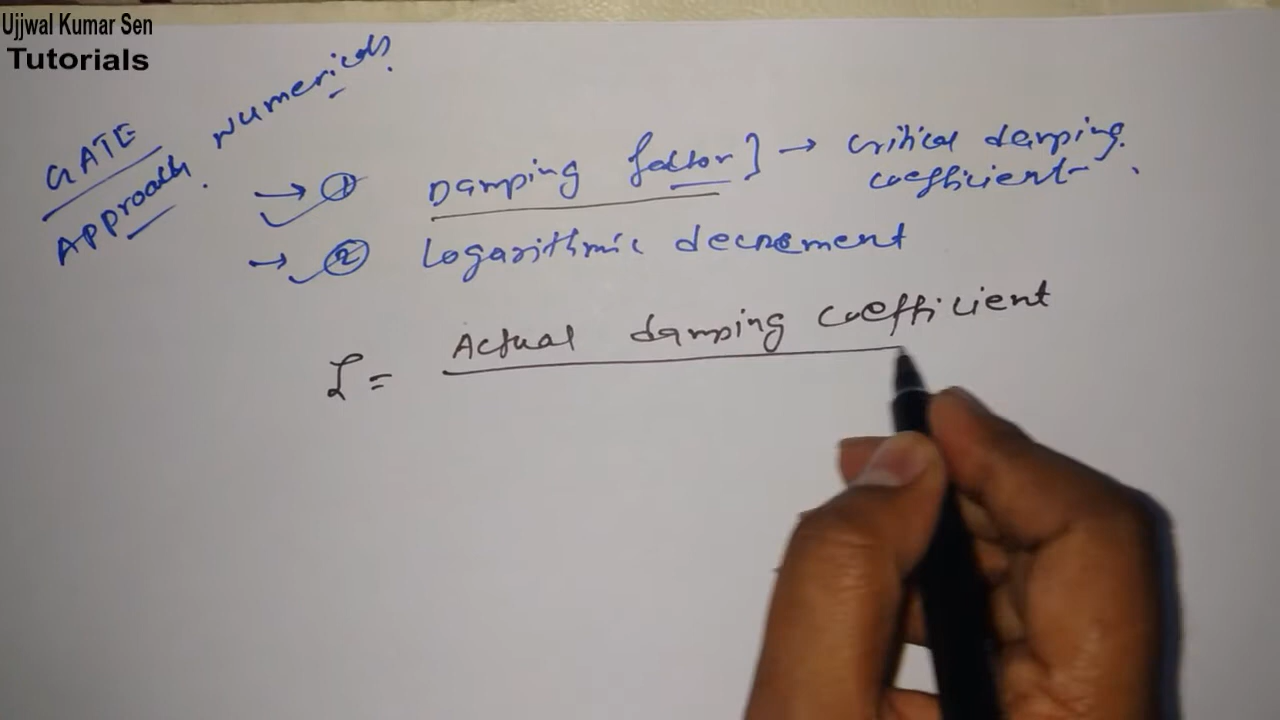 Ujjwal Kumar Sen
Tutorials
GATE
Approach Numericals.
→ ① Damping factor] → critical damping
coefficient
→ ② Logarithmic decrement
ξ = Actual damping coefficient